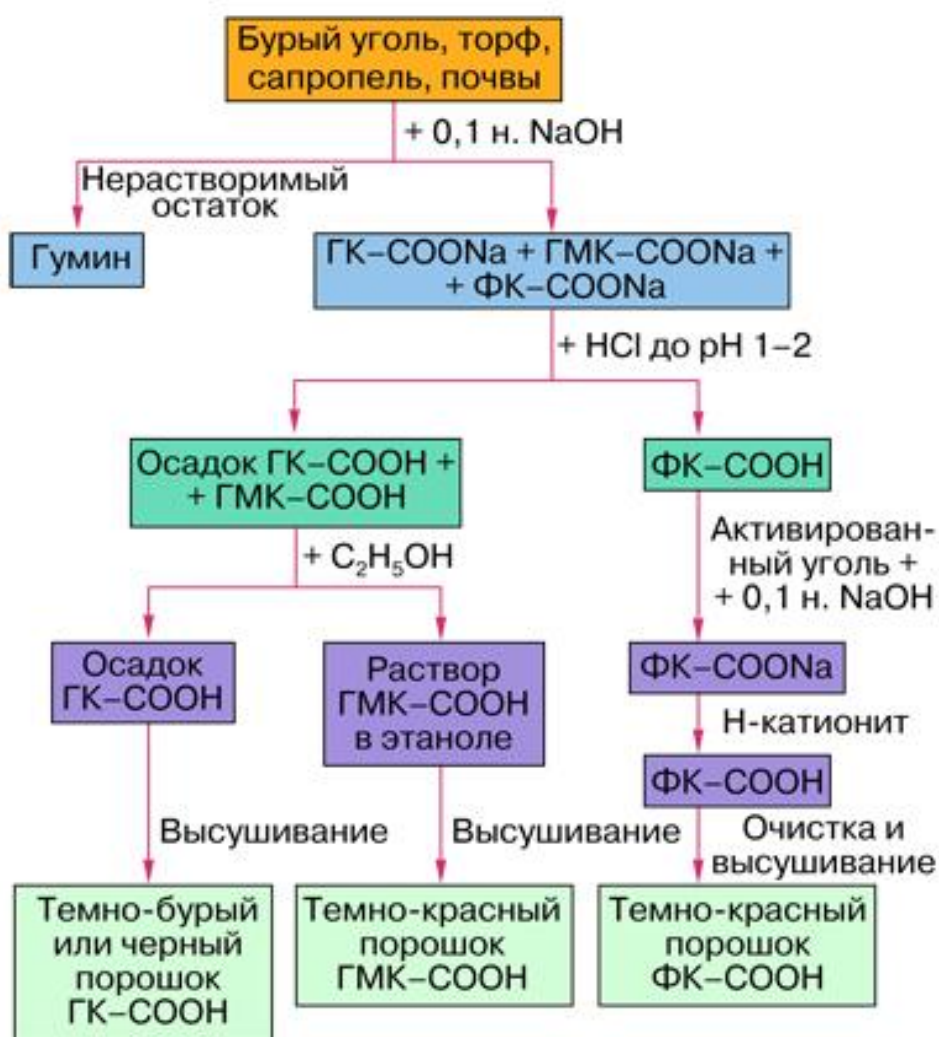 Бурый уголь, торф,
сапропель, почвы
+ 0,1 н. NaOH
Нерастворимый
остаток
Гумин
ГК–COONa + ГМК–COONa +
+ ФК–COONa
+ HCl до pH 1–2
Осадок ГК–COOH +
+ ГМК–COOH
ФК–COOH
+ C₂H₅OH
Активирован-
ный уголь +
+ 0,1 н. NaOH
Осадок
ГК–COOH
Раствор
ГМК–COOH
в этаноле
ФК–COONa
Н-катионит
ФК–COOH
Высушивание
Высушивание
Очистка и
высушивание
Темно-бурый
или черный
порошок
ГК–COOH
Темно-красный
порошок
ГМК–COOH
Темно-красный
порошок
ФК–COOH